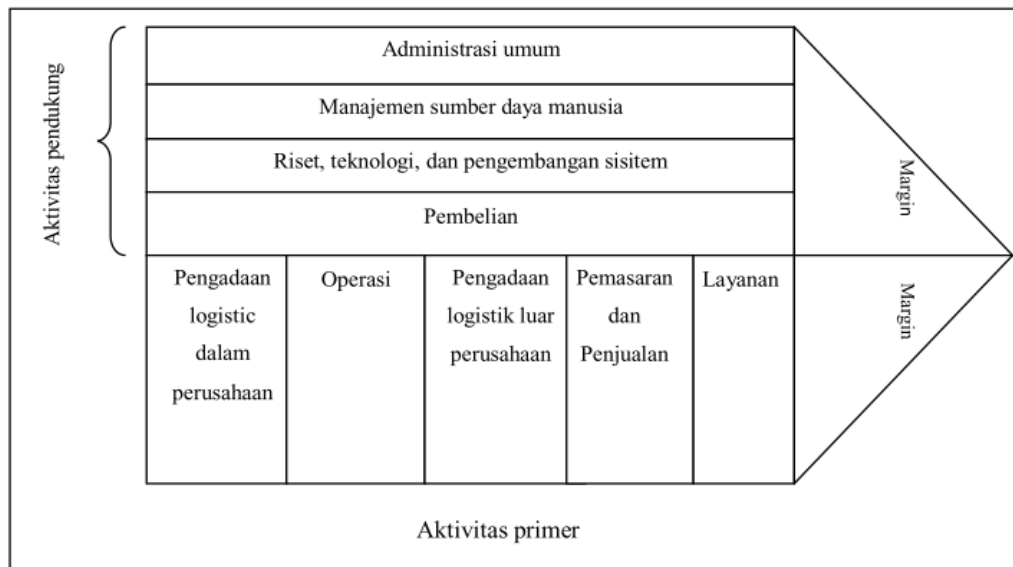 Aktivitas pendukung
Administrasi umum
Manajemen sumber daya manusia
Riset, teknologi, dan pengembangan sisitem
Pembelian
Margin
Pengadaan
logistic
dalam
perusahaan
Operasi
Pengadaan
logistik luar
perusahaan
Pemasaran
dan
Penjualan
Layanan
Margin
Aktivitas primer